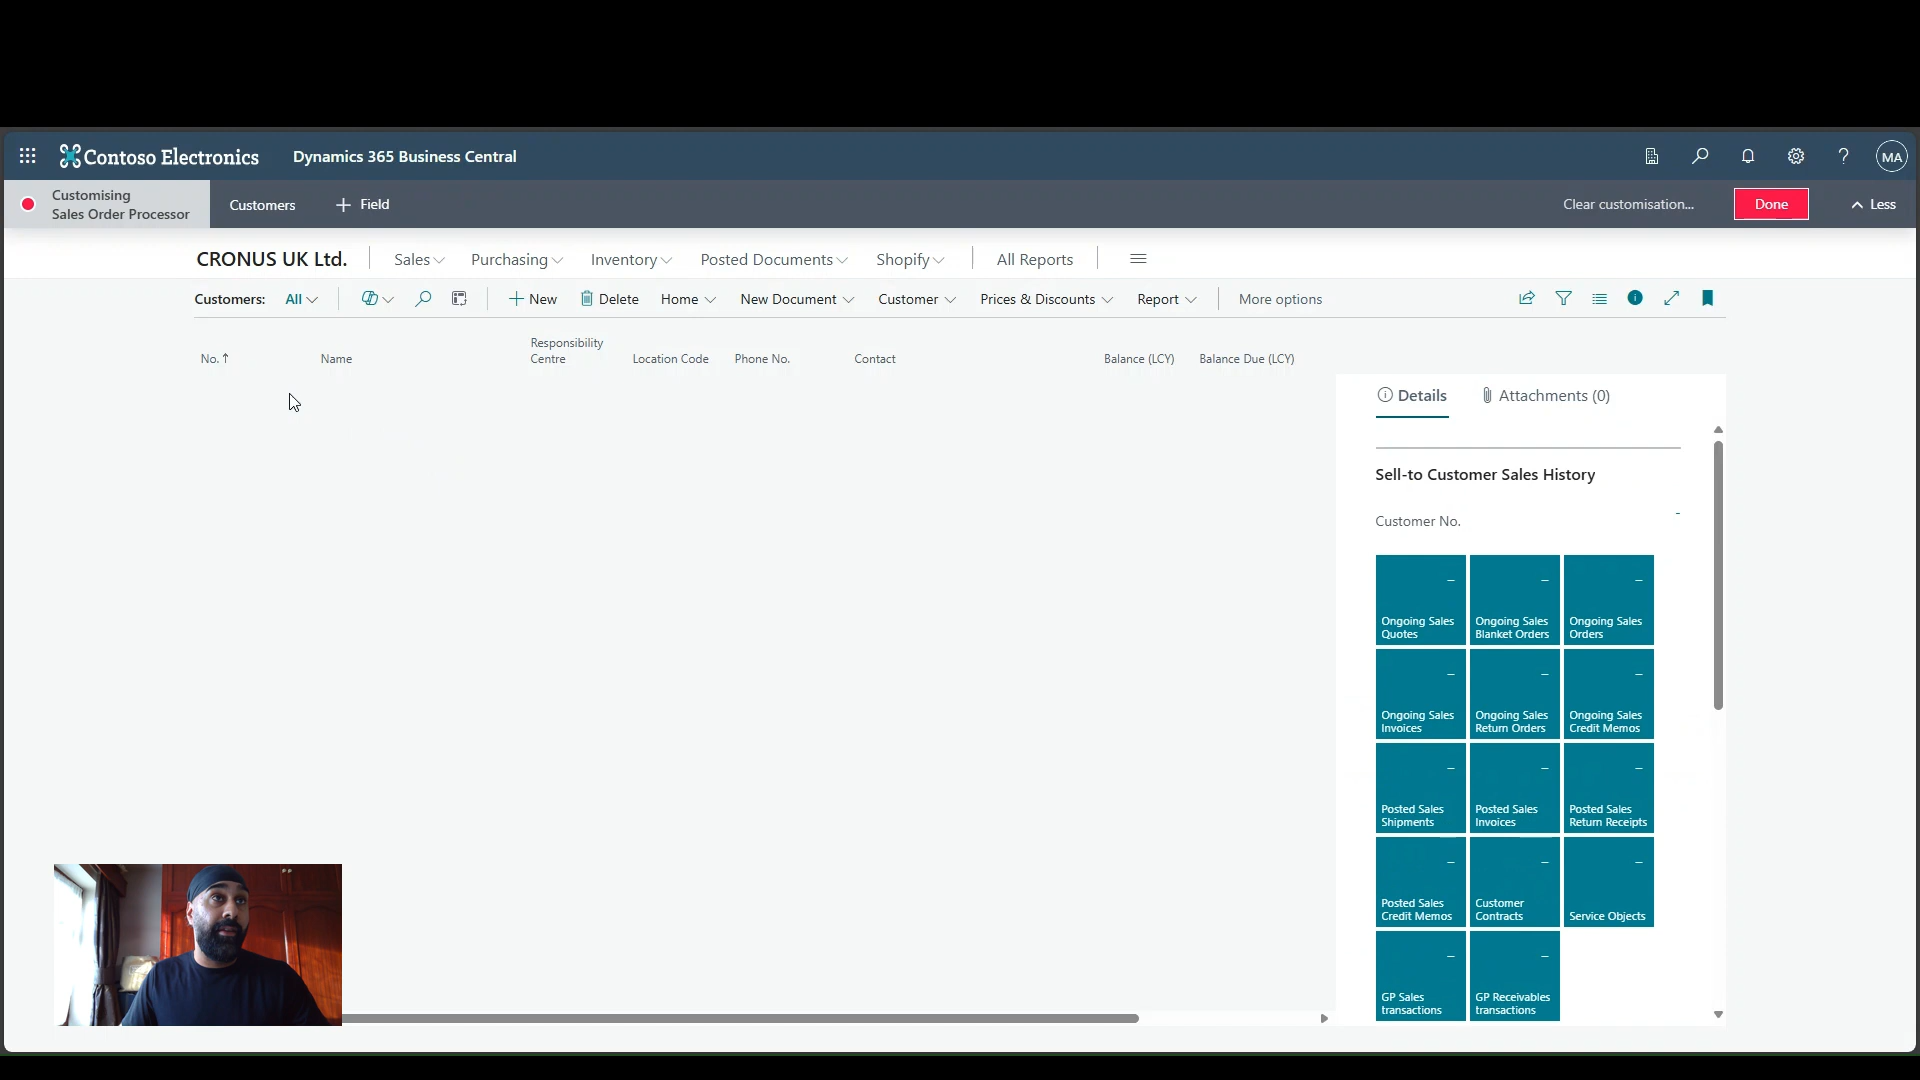 Contoso Electronics
Dynamics 365 Business Central
?
MA
Customising
Sales Order Processor
Customers
+ Field
Clear customisation...
Done
Less
CRONUS UK Ltd.
Sales
Purchasing
Inventory
Posted Documents
Shopify
All Reports
Customers:
All
+ New
Delete
Home
New Document
Customer
Prices & Discounts
Report
More options
No. ↑
Name
Responsibility
Centre
Location Code
Phone No.
Contact
Balance (LCY)
Balance Due (LCY)
Details
Attachments (0)
Sell-to Customer Sales History
Customer No.
-
–
Ongoing Sales
Quotes
–
Ongoing Sales
Blanket Orders
–
Ongoing Sales
Orders
–
Ongoing Sales
Invoices
–
Ongoing Sales
Return Orders
–
Ongoing Sales
Credit Memos
–
Posted Sales
Shipments
–
Posted Sales
Invoices
–
Posted Sales
Return Receipts
–
Posted Sales
Credit Memos
–
Customer
Contracts
–
Service Objects
–
GP Sales
transactions
–
GP Receivables
transactions